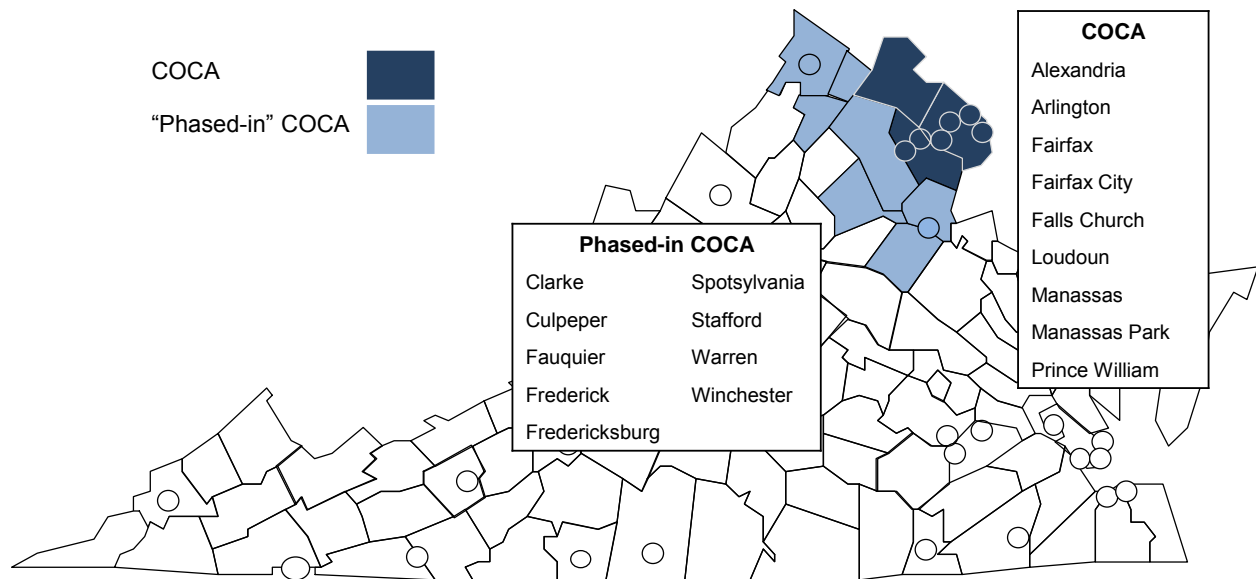 COCA
“Phased-in” COCA
COCA
Alexandria
Arlington
Fairfax
Fairfax City
Falls Church
Loudoun
Manassas
Manassas Park
Prince William
Phased-in COCA
Clarke
Culpeper
Fauquier
Frederick
Fredericksburg
Spotsylvania
Stafford
Warren
Winchester